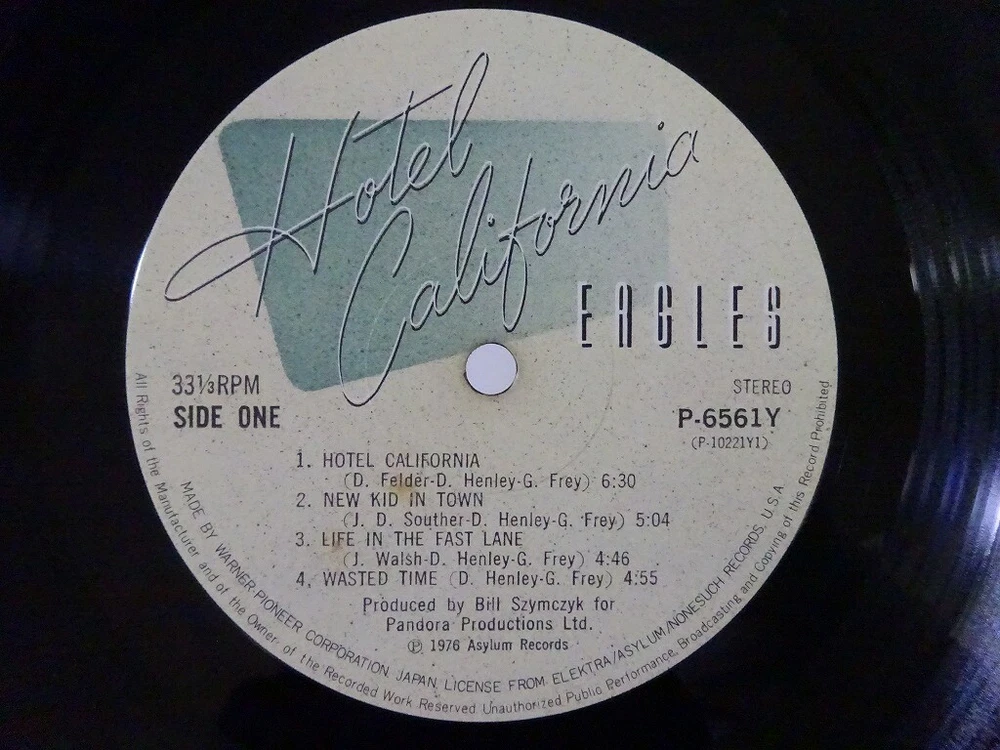 Hotel
California
EAGLES
33⅓RPM
STEREO
SIDE ONE
P-6561Y
(P-10221Y1)
1. HOTEL CALIFORNIA
(D. Felder-D. Henley-G. Frey) 6:30
2. NEW KID IN TOWN
(J. D. Souther-D. Henley-G. Frey) 5:04
3. LIFE IN THE FAST LANE
(J. Walsh-D. Henley-G. Frey) 4:46
4. WASTED TIME (D. Henley-G. Frey) 4:55
Produced by Bill Szymczyk for
Pandora Productions Ltd.
Ⓟ 1976 Asylum Records
MADE BY WARNER-PIONEER CORPORATION, JAPAN, LICENSE FROM ELEKTRA/ASYLUM/NONESUCH RECORDS, U.S.A
All Rights of the Manufacturer and of the Owner of the Recorded Work Reserved Unauthorized Public Performance, Broadcasting and Copying of this Record Prohibited